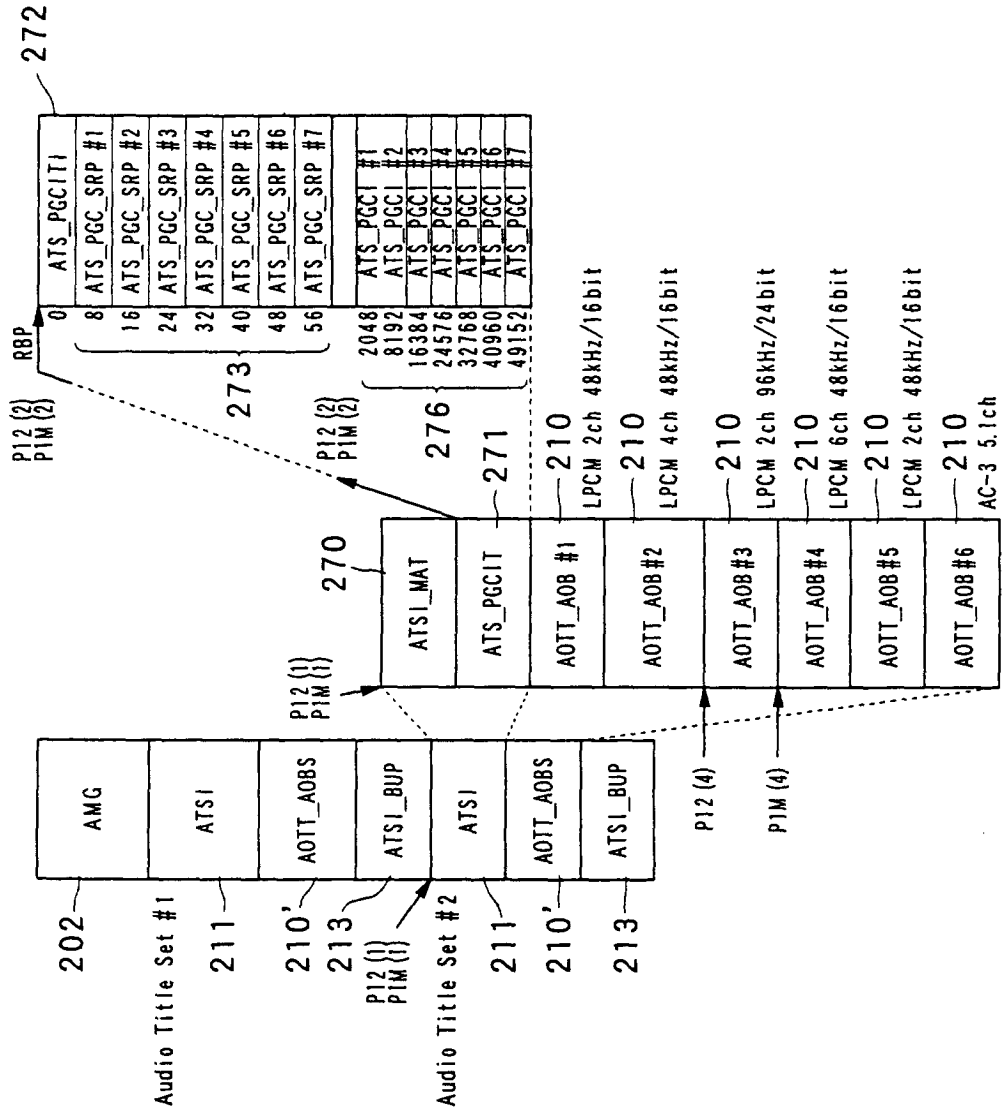 202
AMG
Audio Title Set #1
211
ATSI
210'
AOTT_AOBS
213
ATSI_BUP
P12 (1)
P1M (1)
Audio Title Set #2
211
ATSI
210'
AOTT_AOBS
213
ATSI_BUP
P12 (1)
P1M (1)
270
ATSI_MAT
271
ATS_PGCIT
AOTT_AOB #1
210
LPCM 2ch 48kHz/16bit
AOTT_AOB#2
210
LPCM 4ch 48kHz/16bit
P12 (4)
AOTT_AOB#3
210
LPCM 2ch 96kHz/24bit
P1M (4)
AOTT_AOB#4
210
LPCM 6ch 48kHz/16bit
AOTT_AOB#5
210
LPCM 2ch 48kHz/16bit
AOTT_AOB#6
210
AC-3 5.1ch
P12 (2)
P1M (2)
P12 (2)
P1M (2)
RBP
272
0 ATS_PGCITI
8 ATS_PGC_SRP #1
16 ATS_PGC_SRP #2
24 ATS_PGC_SRP #3
32 ATS_PGC_SRP #4
40 ATS_PGC_SRP #5
48 ATS_PGC_SRP #6
56 ATS_PGC_SRP #7
273
2048 ATS_PGCI #1
8192 ATS_PGCI #2
16384 ATS_PGCI #3
24576 ATS_PGCI #4
32768 ATS_PGCI #5
40960 ATS_PGCI #6
49152 ATS_PGCI #7
276